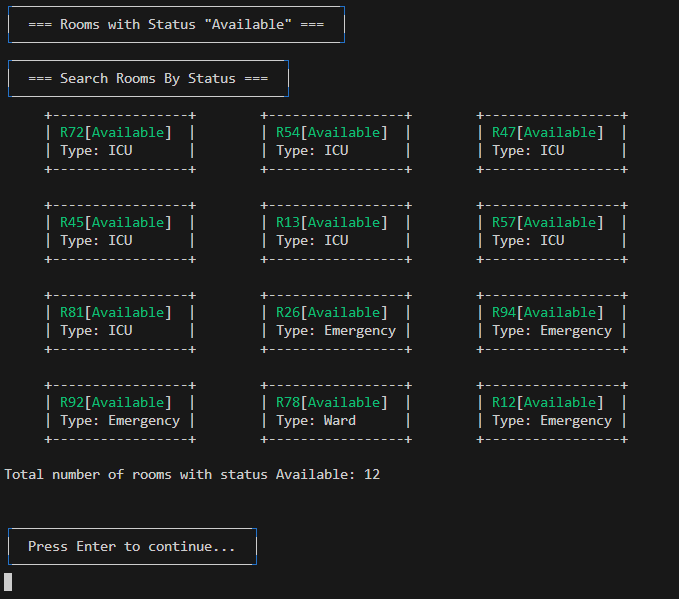 === Rooms with Status "Available" ===
=== Search Rooms By Status ===
+-----------------+ +-----------------+ +-----------------+
| R72[Available] | | R54[Available] | | R47[Available] |
| Type: ICU | | Type: ICU | | Type: ICU |
+-----------------+ +-----------------+ +-----------------+
+-----------------+ +-----------------+ +-----------------+
| R45[Available] | | R13[Available] | | R57[Available] |
| Type: ICU | | Type: ICU | | Type: ICU |
+-----------------+ +-----------------+ +-----------------+
+-----------------+ +-----------------+ +-----------------+
| R81[Available] | | R26[Available] | | R94[Available] |
| Type: ICU | | Type: Emergency | | Type: Emergency |
+-----------------+ +-----------------+ +-----------------+
+-----------------+ +-----------------+ +-----------------+
| R92[Available] | | R78[Available] | | R12[Available] |
| Type: Emergency | | Type: Ward | | Type: Emergency |
+-----------------+ +-----------------+ +-----------------+
Total number of rooms with status Available: 12
Press Enter to continue...